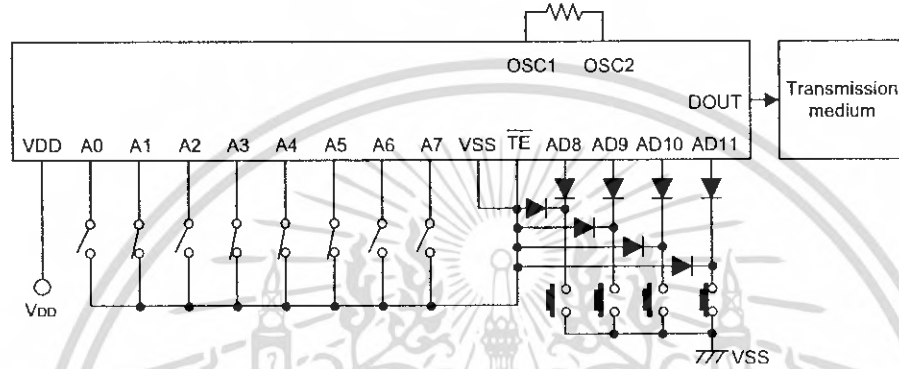 OSC1 OSC2
DOUT
Transmission
medium
VDD A0 A1 A2 A3 A4 A5 A6 A7 VSS T̅E̅ AD8 AD9 AD10 AD11
VDD
VSS